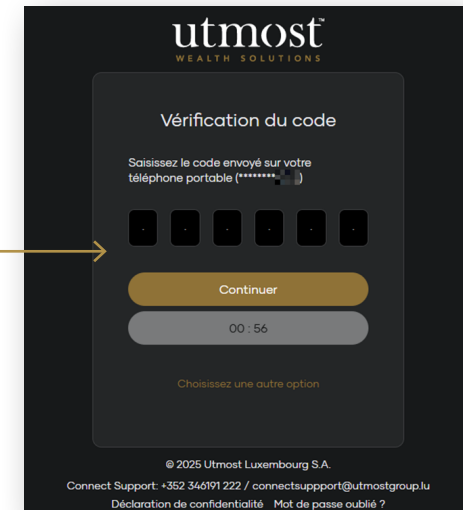 utmost™
WEALTH SOLUTIONS
Vérification du code
Saisissez le code envoyé sur votre
téléphone portable (********)
Continuer
00 : 56
Choisissez une autre option
© 2025 Utmost Luxembourg S.A.
Connect Support: +352 346191 222 / connectsuppport@utmostgroup.lu
Déclaration de confidentialité Mot de passe oublié ?